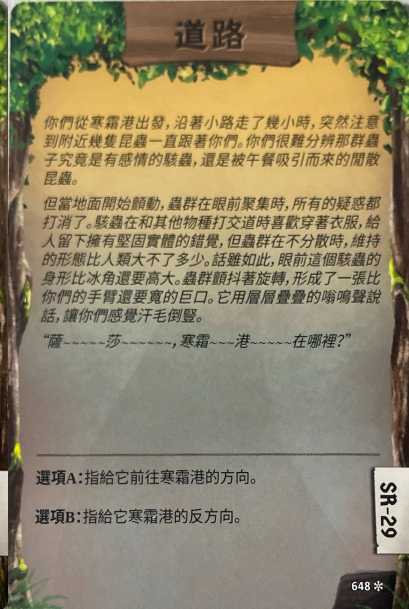 道路
你們從寒霜港出發，沿著小路走了幾小時，突然注意
到附近幾隻昆蟲一直跟著你們。你們很難分辨那群蟲
子究竟是有感情的駭蟲，還是被午餐吸引而來的閒散
昆蟲。
但當地面開始顫動，蟲群在眼前聚集時，所有的疑惑都
打消了。駭蟲在和其他物種打交道時喜歡穿著衣服，給
人留下擁有堅固實體的錯覺，但蟲群在不分散時，維持
的形態比人類大不了多少。話雖如此，眼前這個駭蟲的
身形比冰角還要高大。蟲群顫抖著旋轉，形成了一張比
你們的手臂還要寬的巨口。它用層層疊疊的嗡鳴聲說
話，讓你們感覺汗毛倒豎。
“薩~~~~~莎~~~~~~，寒霜~~~港~~~~~在哪裡？”
選項A：指給它前往寒霜港的方向。
選項B：指給它寒霜港的反方向。
SR-29
648 ✻